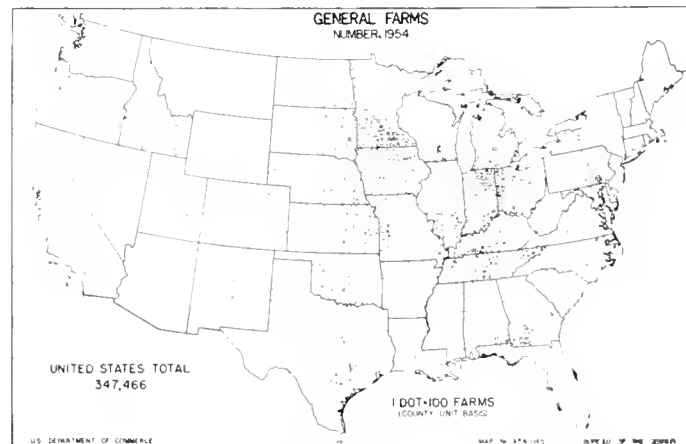 GENERAL FARMS
NUMBER, 1954
UNITED STATES TOTAL
347,466
1 DOT=100 FARMS
(COUNTY UNIT BASIS)
U.S. DEPARTMENT OF COMMERCE
MAP
BUREAU OF THE